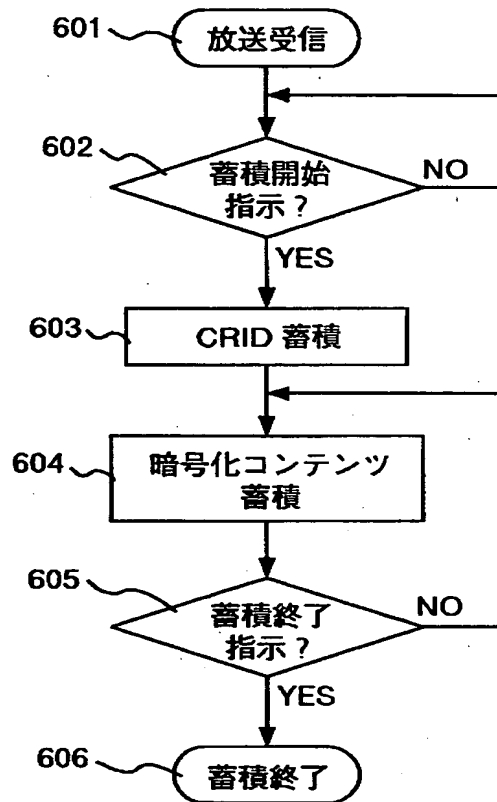 601
放送受信
602
蓄積開始
指示？
NO
YES
603
CRID 蓄積
604
暗号化コンテンツ
蓄積
605
蓄積終了
指示？
NO
YES
606
蓄積終了